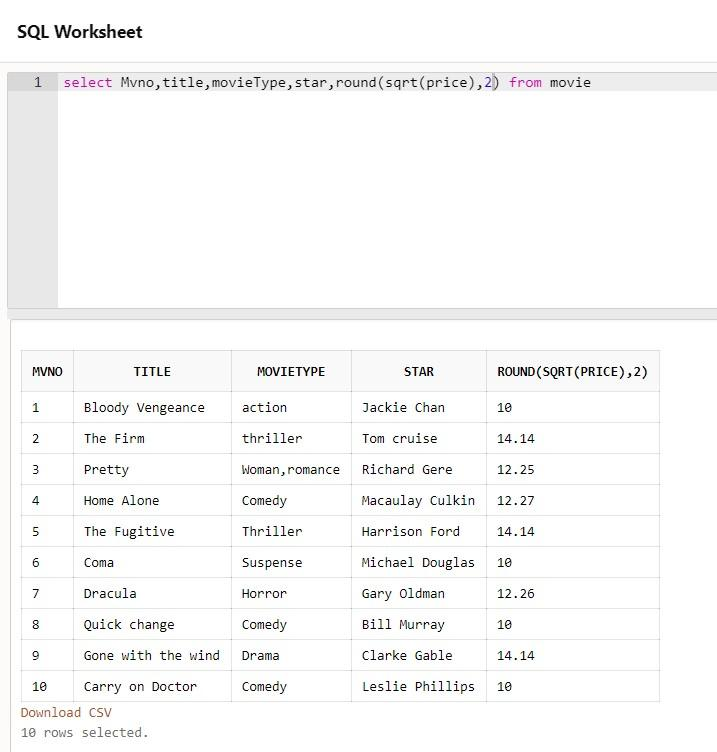 SQL Worksheet
1 select Mvno,title,movieType,star,round(sqrt(price),2) from movie
MVNO TITLE MOVIETYPE STAR ROUND(SQRT(PRICE),2)
1 Bloody Vengeance action Jackie Chan 10
2 The Firm thriller Tom cruise 14.14
3 Pretty Woman,romance Richard Gere 12.25
4 Home Alone Comedy Macaulay Culkin 12.27
5 The Fugitive Thriller Harrison Ford 14.14
6 Coma Suspense Michael Douglas 10
7 Dracula Horror Gary Oldman 12.26
8 Quick change Comedy Bill Murray 10
9 Gone with the wind Drama Clarke Gable 14.14
10 Carry on Doctor Comedy Leslie Phillips 10
Download CSV
10 rows selected.